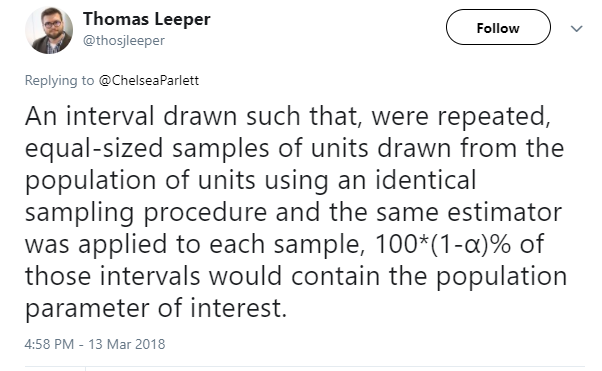 Thomas Leeper
@thosjleeper
Follow
Replying to @ChelseaParlett
An interval drawn such that, were repeated,
equal-sized samples of units drawn from the
population of units using an identical
sampling procedure and the same estimator
was applied to each sample, 100*(1-α)% of
those intervals would contain the population
parameter of interest.
4:58 PM - 13 Mar 2018